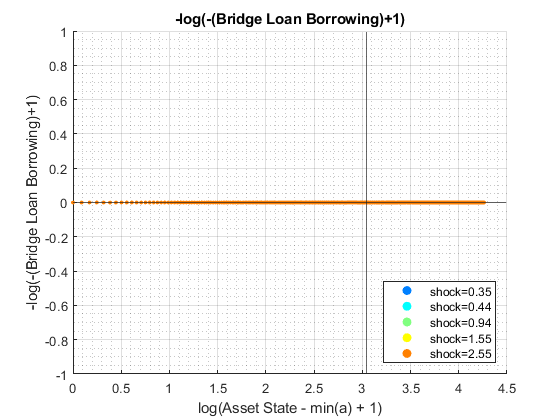 -log(-(Bridge Loan Borrowing)+1)
1
0.8
0.6
0.4
0.2
0
-0.2
-0.4
-0.6
-0.8
-1
-log(-(Bridge Loan Borrowing)+1)
shock=0.35
shock=0.44
shock=0.94
shock=1.55
shock=2.55
0 0.5 1 1.5 2 2.5 3 3.5 4 4.5
log(Asset State - min(a) + 1)